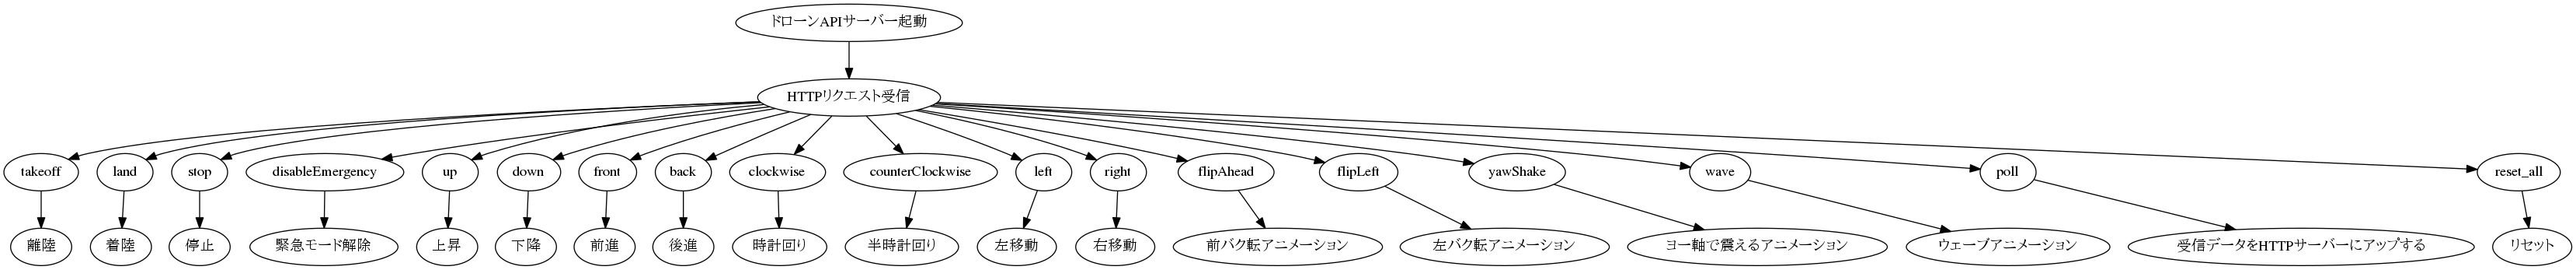 ドローンAPIサーバー起動
HTTPリクエスト受信
takeoff
land
stop
disableEmergency
up
down
front
back
clockwise
counterClockwise
left
right
flipAhead
flipLeft
yawShake
wave
poll
reset_all
離陸
着陸
停止
緊急モード解除
上昇
下降
前進
後進
時計回り
半時計回り
左移動
右移動
前バク転アニメーション
左バク転アニメーション
ヨー軸で震えるアニメーション
ウェーブアニメーション
受信データをHTTPサーバーにアップする
リセット